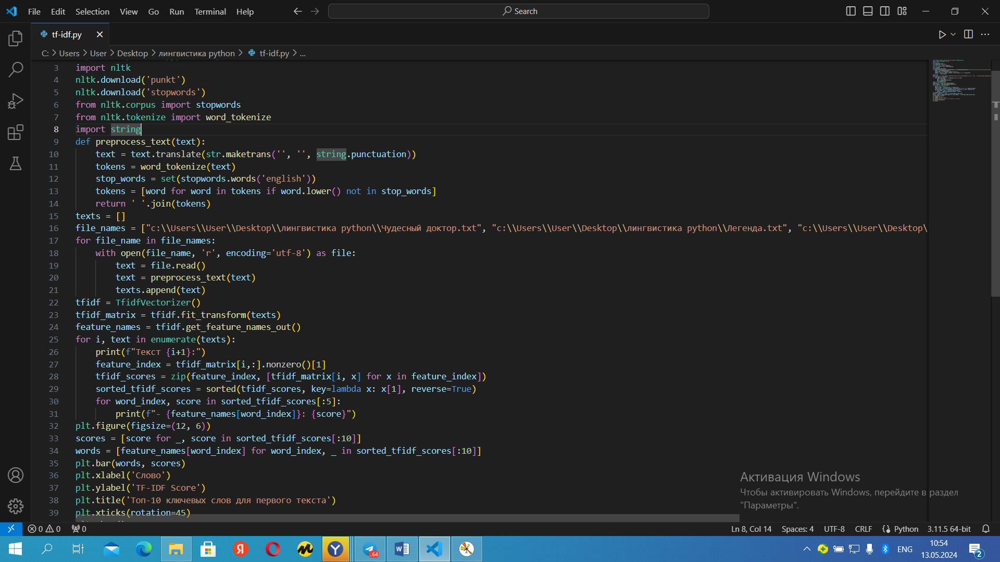 File Edit Selection View Go Run Terminal Help Search
tf-idf.py
C: > Users > User > Desktop > лингвистика python > tf-idf.py > ...
3 import nltk
4 nltk.download('punkt')
5 nltk.download('stopwords')
6 from nltk.corpus import stopwords
7 from nltk.tokenize import word_tokenize
8 import string
9 def preprocess_text(text):
10 text = text.translate(str.maketrans('', '', string.punctuation))
11 tokens = word_tokenize(text)
12 stop_words = set(stopwords.words('english'))
13 tokens = [word for word in tokens if word.lower() not in stop_words]
14 return ' '.join(tokens)
15 texts = []
16 file_names = ["c:\\Users\\User\\Desktop\\лингвистика python\\Чудесный доктор.txt", "c:\\Users\\User\\Desktop\\лингвистика python\\Легенда.txt", "c:\\Users\\User\\Desktop\
17 for file_name in file_names:
18 with open(file_name, 'r', encoding='utf-8') as file:
19 text = file.read()
20 text = preprocess_text(text)
21 texts.append(text)
22 tfidf = TfidfVectorizer()
23 tfidf_matrix = tfidf.fit_transform(texts)
24 feature_names = tfidf.get_feature_names_out()
25 for i, text in enumerate(texts):
26 print(f"Текст {i+1}:")
27 feature_index = tfidf_matrix[i,:].nonzero()[1]
28 tfidf_scores = zip(feature_index, [tfidf_matrix[i, x] for x in feature_index])
29 sorted_tfidf_scores = sorted(tfidf_scores, key=lambda x: x[1], reverse=True)
30 for word_index, score in sorted_tfidf_scores[:5]:
31 print(f"- {feature_names[word_index]}: {score}")
32 plt.figure(figsize=(12, 6))
33 scores = [score for _, score in sorted_tfidf_scores[:10]]
34 words = [feature_names[word_index] for word_index, _ in sorted_tfidf_scores[:10]]
35 plt.bar(words, scores)
36 plt.xlabel('Слово')
37 plt.ylabel('TF-IDF Score')
38 plt.title('Топ-10 ключевых слов для первого текста')
39 plt.xticks(rotation=45)
Активация Windows
Чтобы активировать Windows, перейдите в раздел
"Параметры".
0 0 0 Ln 8, Col 14 Spaces: 4 UTF-8 CRLF Python 3.11.5 64-bit
Я Y ..64 W ENG 10:54
13.05.2024 2